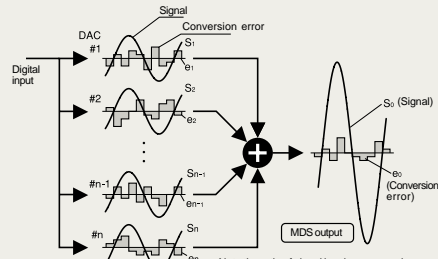 Signal
Conversion error
DAC
#1
S1
e1
Digital
input
#2
S2
e2
S0 (Signal)
#n-1
Sn-1
en-1
e0
(Conversion
error)
#n
Sn
MDS output